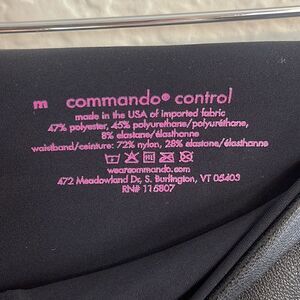 m commando® control
made in the USA of imported fabric
47% polyester, 45% polyurethane/polyuréthane,
8% elastane/élasthanne
waistband/ceinture: 72% nylon, 28% elastane/élasthanne
wearcommando.com
472 Meadowland Dr, S. Burlington, VT 05403
RN# 115807